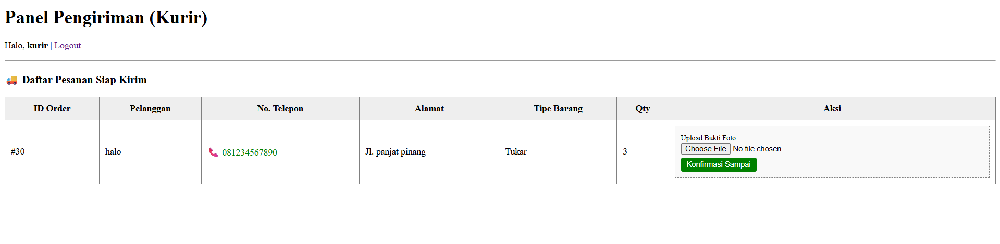 Panel Pengiriman (Kurir)
Halo, kurir | Logout
Daftar Pesanan Siap Kirim
ID Order Pelanggan No. Telepon Alamat Tipe Barang Qty Aksi
#30 halo 081234567890 Jl. panjat pinang Tukar 3
Upload Bukti Foto:
Choose File No file chosen
Konfirmasi Sampai